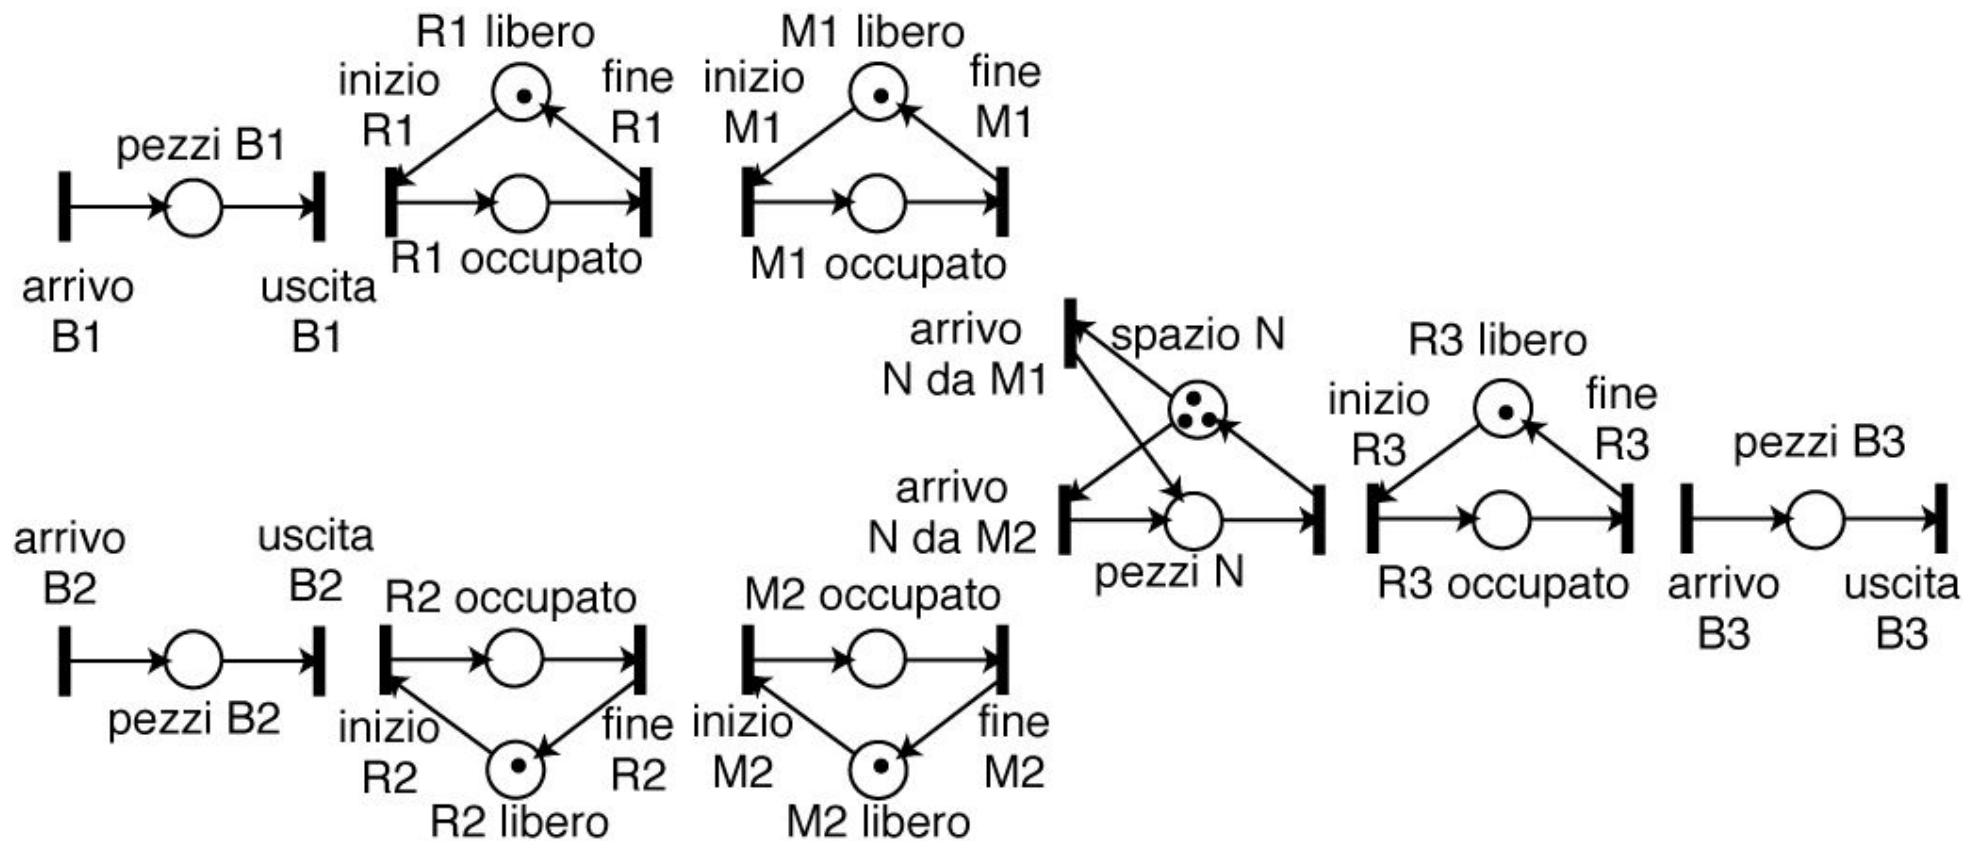 R1 libero
inizio
R1
fine
R1
pezzi B1
arrivo
B1
uscita
B1
R1 occupato
M1 libero
inizio
M1
fine
M1
M1 occupato
arrivo
N da M1
spazio N
arrivo
N da M2
pezzi N
R3 libero
inizio
R3
fine
R3
R3 occupato
pezzi B3
arrivo
B3
uscita
B3
arrivo
B2
uscita
B2
pezzi B2
R2 occupato
inizio
R2
fine
R2
R2 libero
M2 occupato
inizio
M2
fine
M2
M2 libero